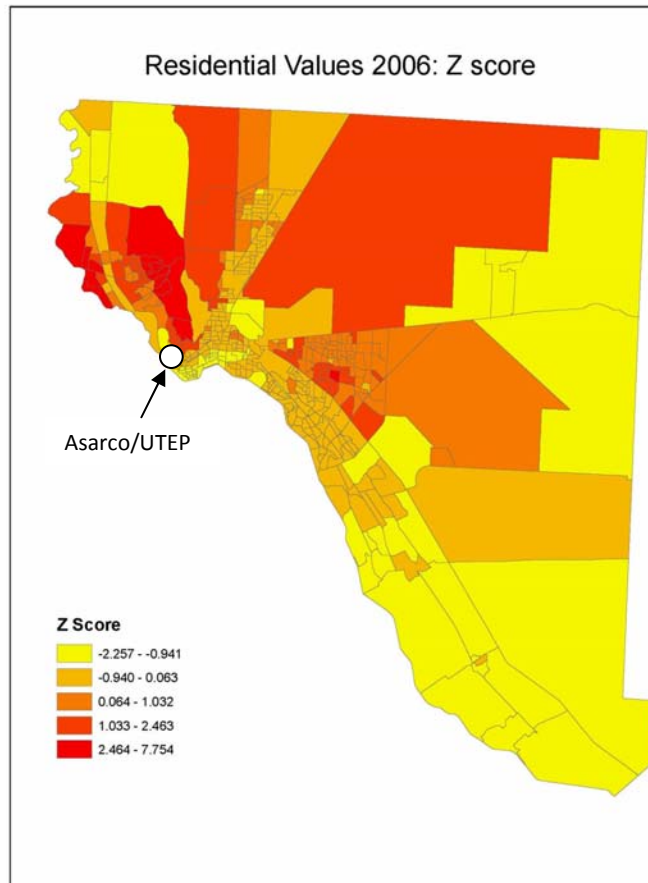 Residential Values 2006: Z score
Asarco/UTEP
Z Score
-2.257 - -0.941
-0.940 - 0.063
0.064 - 1.032
1.033 - 2.463
2.464 - 7.754